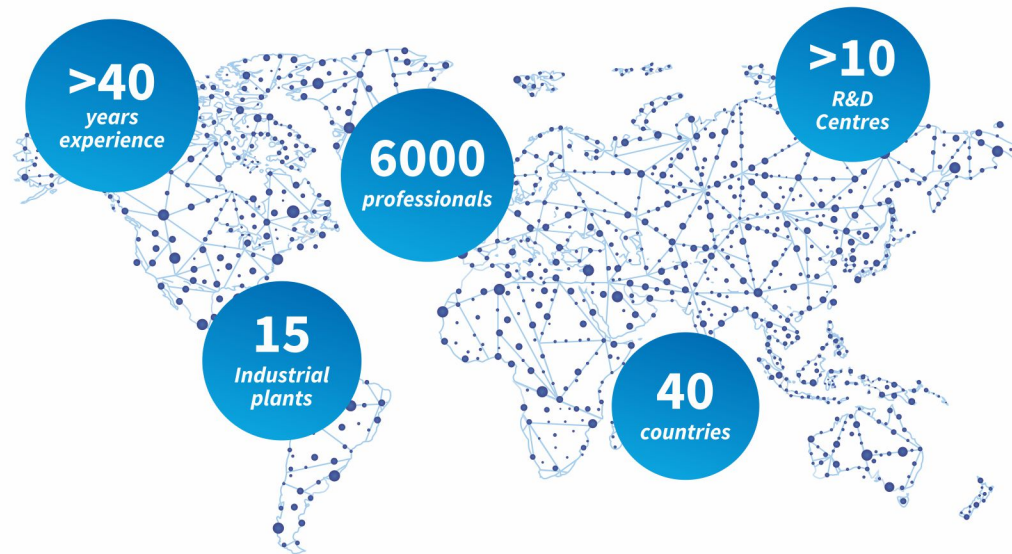 >40
years
experience
6000
professionals
>10
R&D
Centres
15
Industrial
plants
40
countries